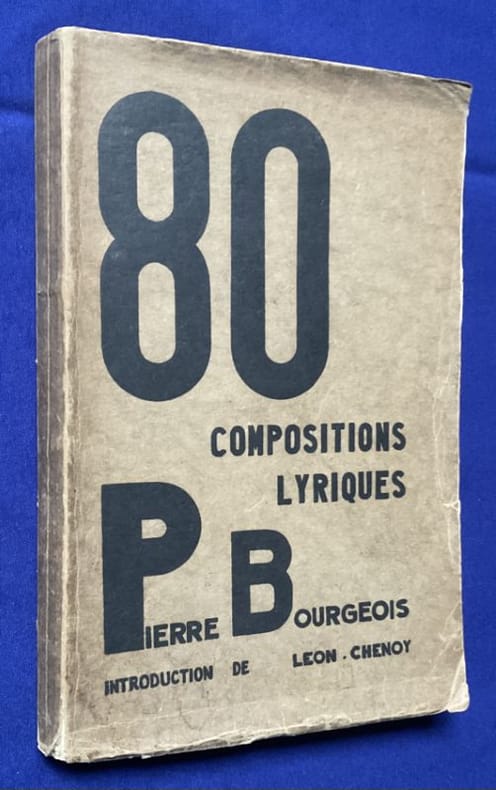 80
COMPOSITIONS
LYRIQUES
PIERRE BOURGEOIS
INTRODUCTION DE LEON . CHENOY